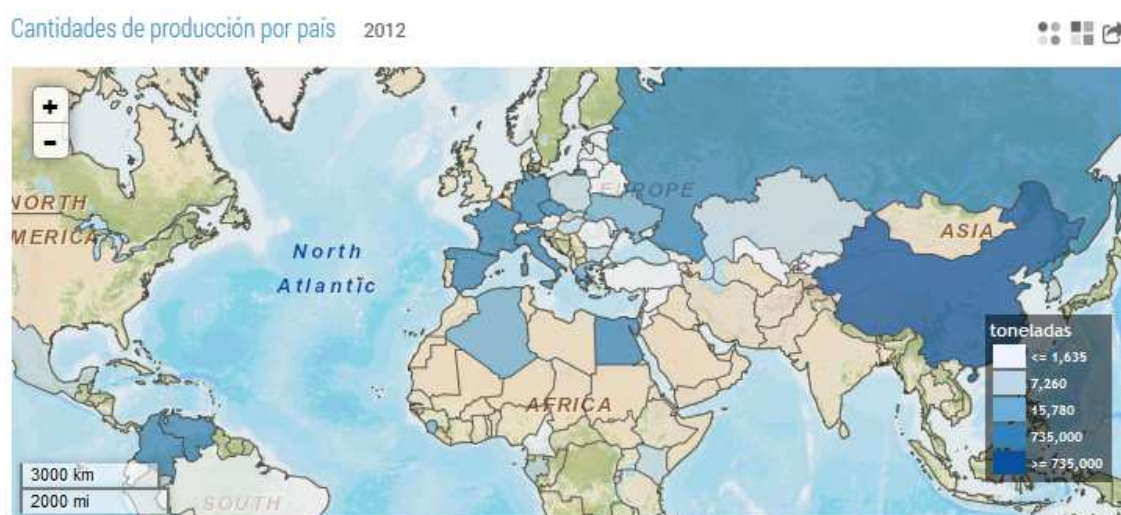 Cantidades de producción por país 2012
+
-
NORTH
MERICA
North
Atlantic
EUROPE
ASIA
AFRICA
SOUTH
toneladas
<= 1,635
7,260
15,780
735,000
>= 735,000
3000 km
2000 mi